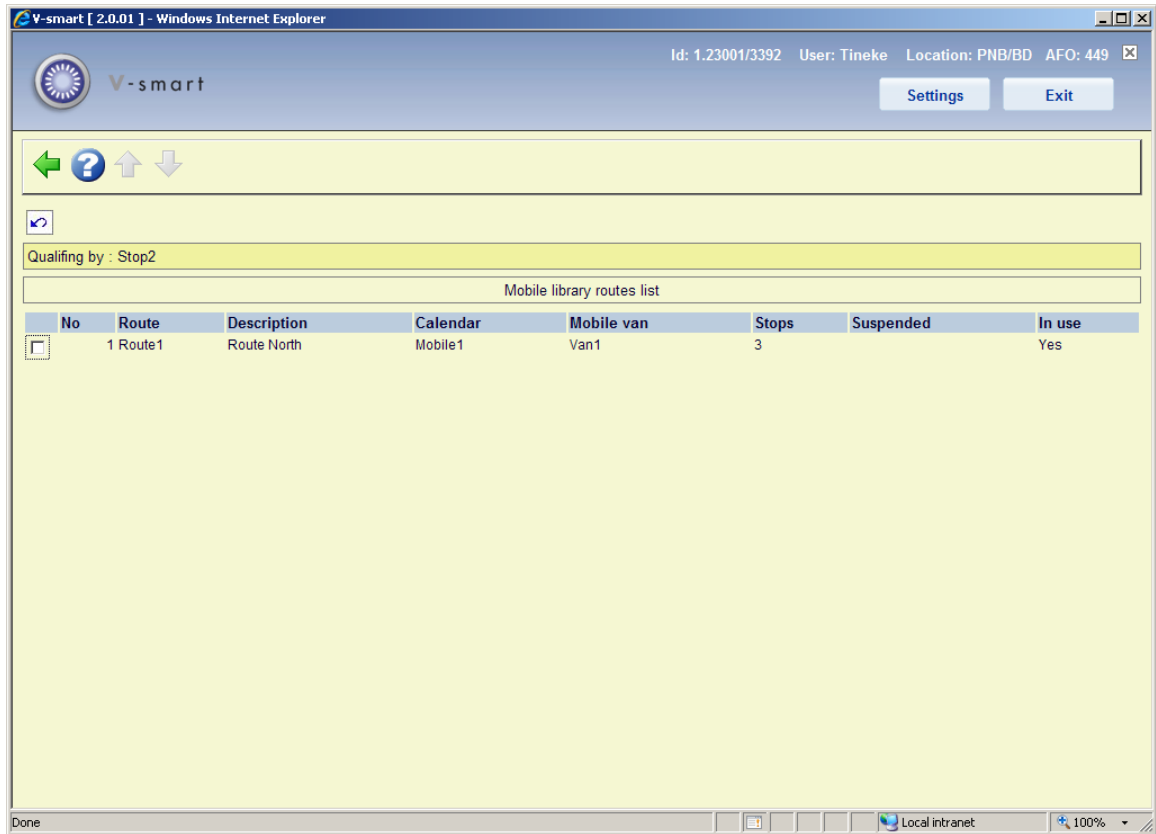 V-smart [ 2.0.01 ] - Windows Internet Explorer
Id: 1.23001/3392 User: Tineke Location: PNB/BD AFO: 449
V-smart
Settings Exit
Qualifing by : Stop2
Mobile library routes list
No Route Description Calendar Mobile van Stops Suspended In use
1 Route1 Route North Mobile1 Van1 3 Yes
Done Local intranet 100%